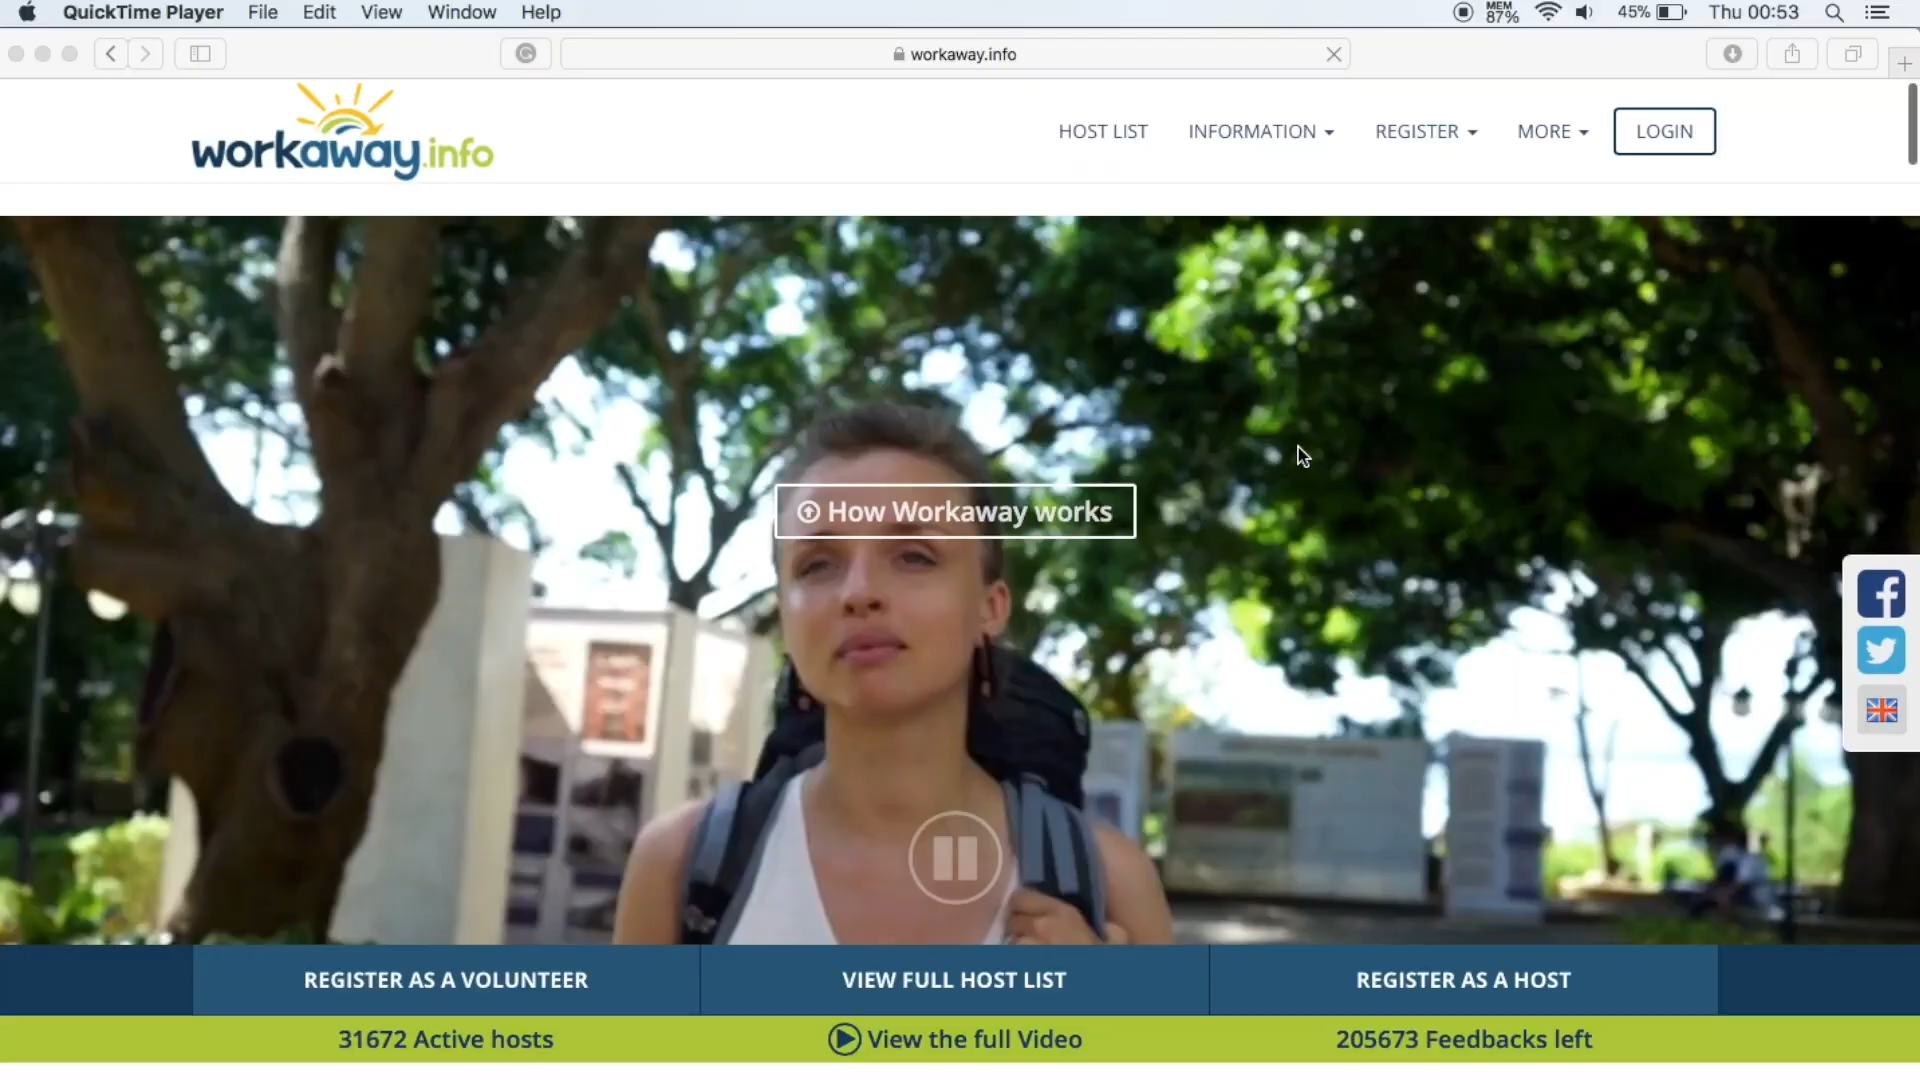 QuickTime Player File Edit View Window Help MEM 87% 45% Thu 00:53
workaway.info
workaway.info HOST LIST INFORMATION REGISTER MORE LOGIN
How Workaway works
REGISTER AS A VOLUNTEER VIEW FULL HOST LIST REGISTER AS A HOST
31672 Active hosts View the full Video 205673 Feedbacks left